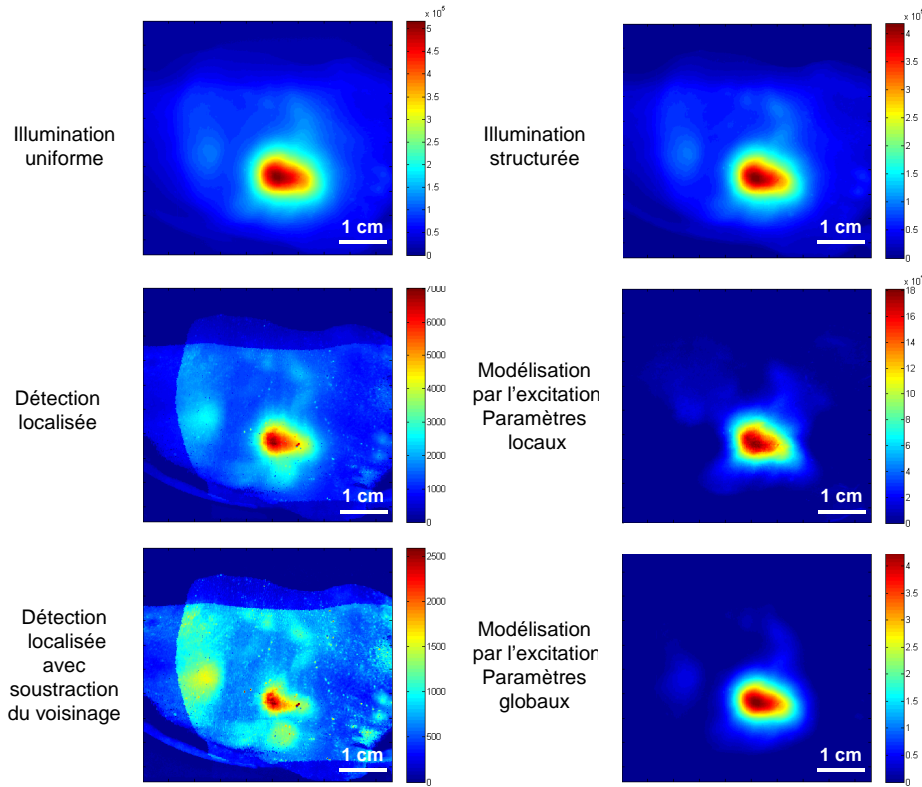 x 10⁵
5
4.5
4
3.5
3
2.5
2
1.5
1
0.5
0
Illumination
uniforme
1 cm
x 10
4
3.5
3
2.5
2
1.5
1
0.5
0
Illumination
structurée
1 cm
7000
6000
5000
4000
3000
2000
1000
0
Détection
localisée
1 cm
x 10
18
16
14
12
10
8
6
4
2
0
Modélisation
par l'excitation
Paramètres
locaux
1 cm
2500
2000
1500
1000
500
0
Détection
localisée
avec
soustraction
du voisinage
1 cm
4
3.5
3
2.5
2
1.5
1
0.5
Modélisation
par l'excitation
Paramètres
globaux
1 cm